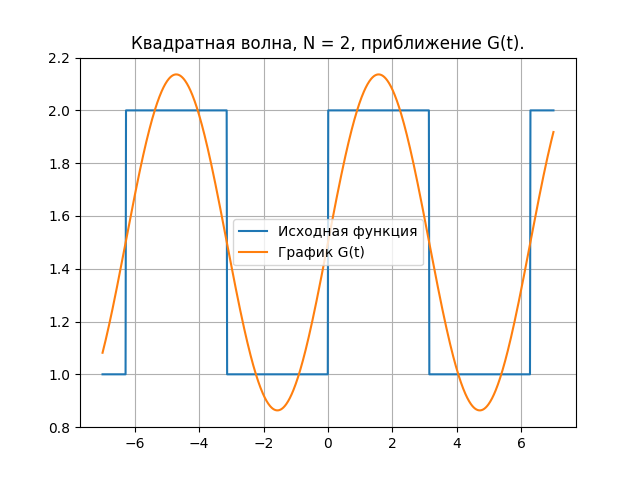 Квадратная волна, N = 2, приближение G(t).
2.2
2.0
1.8
1.6
1.4
1.2
1.0
0.8
Исходная функция
График G(t)
−6 −4 −2 0 2 4 6